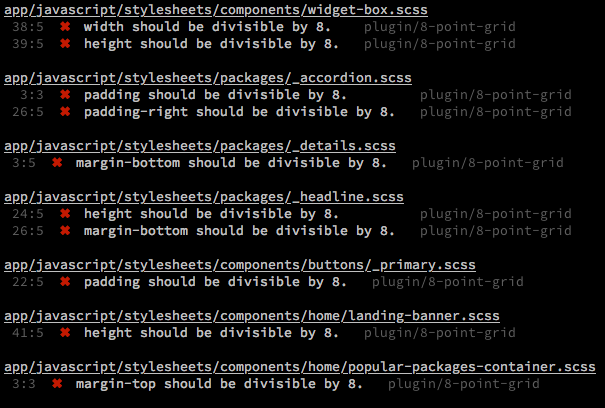 app/javascript/stylesheets/components/widget-box.scss
38:5 ✖ width should be divisible by 8. plugin/8-point-grid
39:5 ✖ height should be divisible by 8. plugin/8-point-grid
app/javascript/stylesheets/packages/_accordion.scss
3:3 ✖ padding should be divisible by 8. plugin/8-point-grid
26:5 ✖ padding-right should be divisible by 8. plugin/8-point-grid
app/javascript/stylesheets/packages/_details.scss
3:5 ✖ margin-bottom should be divisible by 8. plugin/8-point-grid
app/javascript/stylesheets/packages/_headline.scss
24:5 ✖ height should be divisible by 8. plugin/8-point-grid
26:5 ✖ margin-bottom should be divisible by 8. plugin/8-point-grid
app/javascript/stylesheets/components/buttons/_primary.scss
22:5 ✖ padding should be divisible by 8. plugin/8-point-grid
app/javascript/stylesheets/components/home/landing-banner.scss
41:5 ✖ height should be divisible by 8. plugin/8-point-grid
app/javascript/stylesheets/components/home/popular-packages-container.scss
3:3 ✖ margin-top should be divisible by 8. plugin/8-point-grid